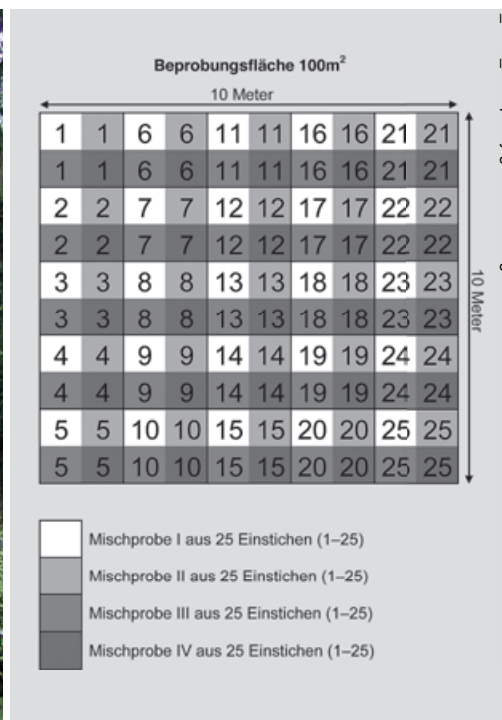 Beprobungsfläche 100m²
10 Meter
1 1 6 6 11 11 16 16 21 21
1 1 6 6 11 11 16 16 21 21
2 2 7 7 12 12 17 17 22 22
2 2 7 7 12 12 17 17 22 22
3 3 8 8 13 13 18 18 23 23
3 3 8 8 13 13 18 18 23 23
4 4 9 9 14 14 19 19 24 24
4 4 9 9 14 14 19 19 24 24
5 5 10 10 15 15 20 20 25 25
5 5 10 10 15 15 20 20 25 25
10 Meter
Mischprobe I aus 25 Einstichen (1–25)
Mischprobe II aus 25 Einstichen (1–25)
Mischprobe III aus 25 Einstichen (1–25)
Mischprobe IV aus 25 Einstichen (1–25)